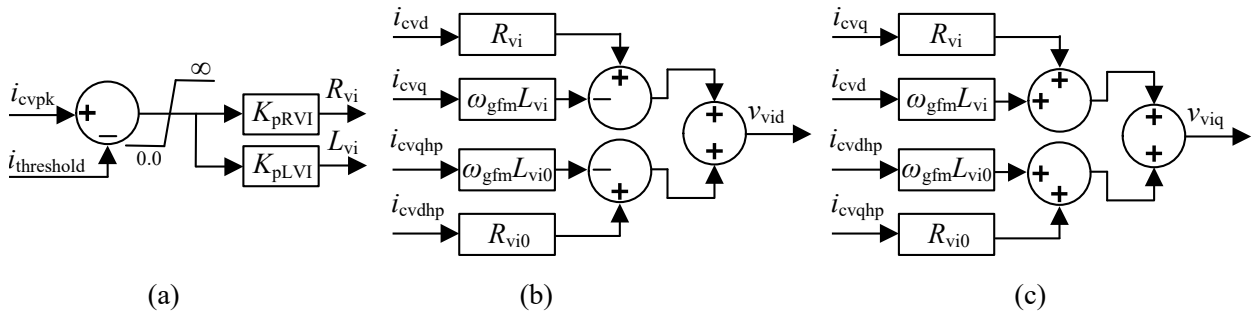 i_cvpk
+
−
i_threshold
0.0
∞
K_pRVI
R_vi
K_pLVI
L_vi
(a)
i_cvd
R_vi
+
i_cvq
ω_gfm L_vi
−
i_cvqhp
ω_gfm L_vi0
−
+
i_cvdhp
R_vi0
+
+
v_vid
(b)
i_cvq
R_vi
+
i_cvd
ω_gfm L_vi
+
i_cvdhp
ω_gfm L_vi0
+
+
i_cvqhp
R_vi0
+
+
v_viq
(c)